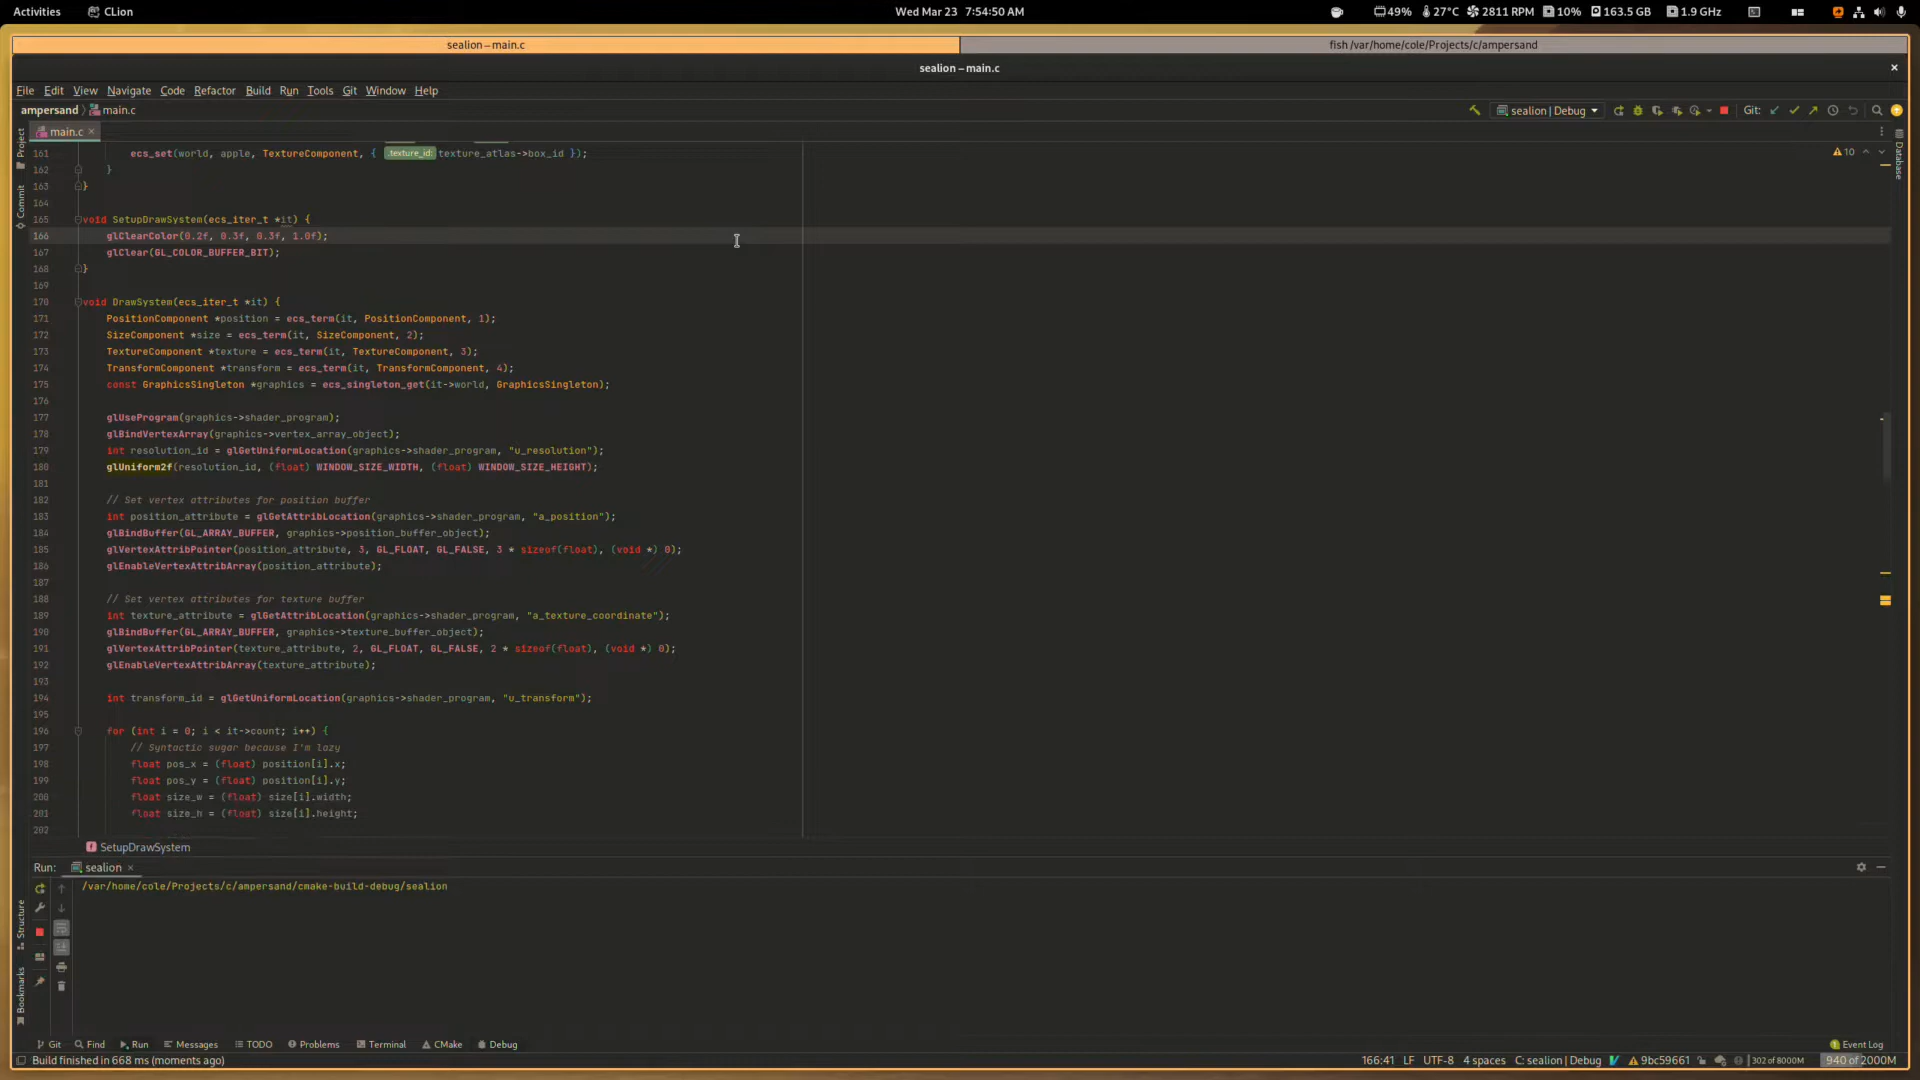 Activities CLion Wed Mar 23 7:54:50 AM 49% 27°C 2811 RPM 10% 163.5 GB 1.9 GHz
sealion – main.c fish /var/home/cole/Projects/c/ampersand
sealion – main.c
File Edit View Navigate Code Refactor Build Run Tools Git Window Help
ampersand main.c sealion | Debug Git:
Project
Commit
Structure
Bookmarks
Database
main.c
10
161 ecs_set(world, apple, TextureComponent, { .texture_id: texture_atlas->box_id });
162 }
163 }
164
165 void SetupDrawSystem(ecs_iter_t *it) {
166 glClearColor(0.2f, 0.3f, 0.3f, 1.0f);
167 glClear(GL_COLOR_BUFFER_BIT);
168 }
169
170 void DrawSystem(ecs_iter_t *it) {
171 PositionComponent *position = ecs_term(it, PositionComponent, 1);
172 SizeComponent *size = ecs_term(it, SizeComponent, 2);
173 TextureComponent *texture = ecs_term(it, TextureComponent, 3);
174 TransformComponent *transform = ecs_term(it, TransformComponent, 4);
175 const GraphicsSingleton *graphics = ecs_singleton_get(it->world, GraphicsSingleton);
176
177 glUseProgram(graphics->shader_program);
178 glBindVertexArray(graphics->vertex_array_object);
179 int resolution_id = glGetUniformLocation(graphics->shader_program, "u_resolution");
180 glUniform2f(resolution_id, (float) WINDOW_SIZE_WIDTH, (float) WINDOW_SIZE_HEIGHT);
181
182 // Set vertex attributes for position buffer
183 int position_attribute = glGetAttribLocation(graphics->shader_program, "a_position");
184 glBindBuffer(GL_ARRAY_BUFFER, graphics->position_buffer_object);
185 glVertexAttribPointer(position_attribute, 3, GL_FLOAT, GL_FALSE, 3 * sizeof(float), (void *) 0);
186 glEnableVertexAttribArray(position_attribute);
187
188 // Set vertex attributes for texture buffer
189 int texture_attribute = glGetAttribLocation(graphics->shader_program, "a_texture_coordinate");
190 glBindBuffer(GL_ARRAY_BUFFER, graphics->texture_buffer_object);
191 glVertexAttribPointer(texture_attribute, 2, GL_FLOAT, GL_FALSE, 2 * sizeof(float), (void *) 0);
192 glEnableVertexAttribArray(texture_attribute);
193
194 int transform_id = glGetUniformLocation(graphics->shader_program, "u_transform");
195
196 for (int i = 0; i < it->count; i++) {
197 // Syntactic sugar because I'm lazy
198 float pos_x = (float) position[i].x;
199 float pos_y = (float) position[i].y;
200 float size_w = (float) size[i].width;
201 float size_h = (float) size[i].height;
202
SetupDrawSystem
Run: sealion
/var/home/cole/Projects/c/ampersand/cmake-build-debug/sealion
Git Find Run Messages TODO Problems Terminal CMake Debug Event Log
Build finished in 668 ms (moments ago) 166:41 LF UTF-8 4 spaces C: sealion | Debug 9bc59661 302 of 8000M 940 of 2000M